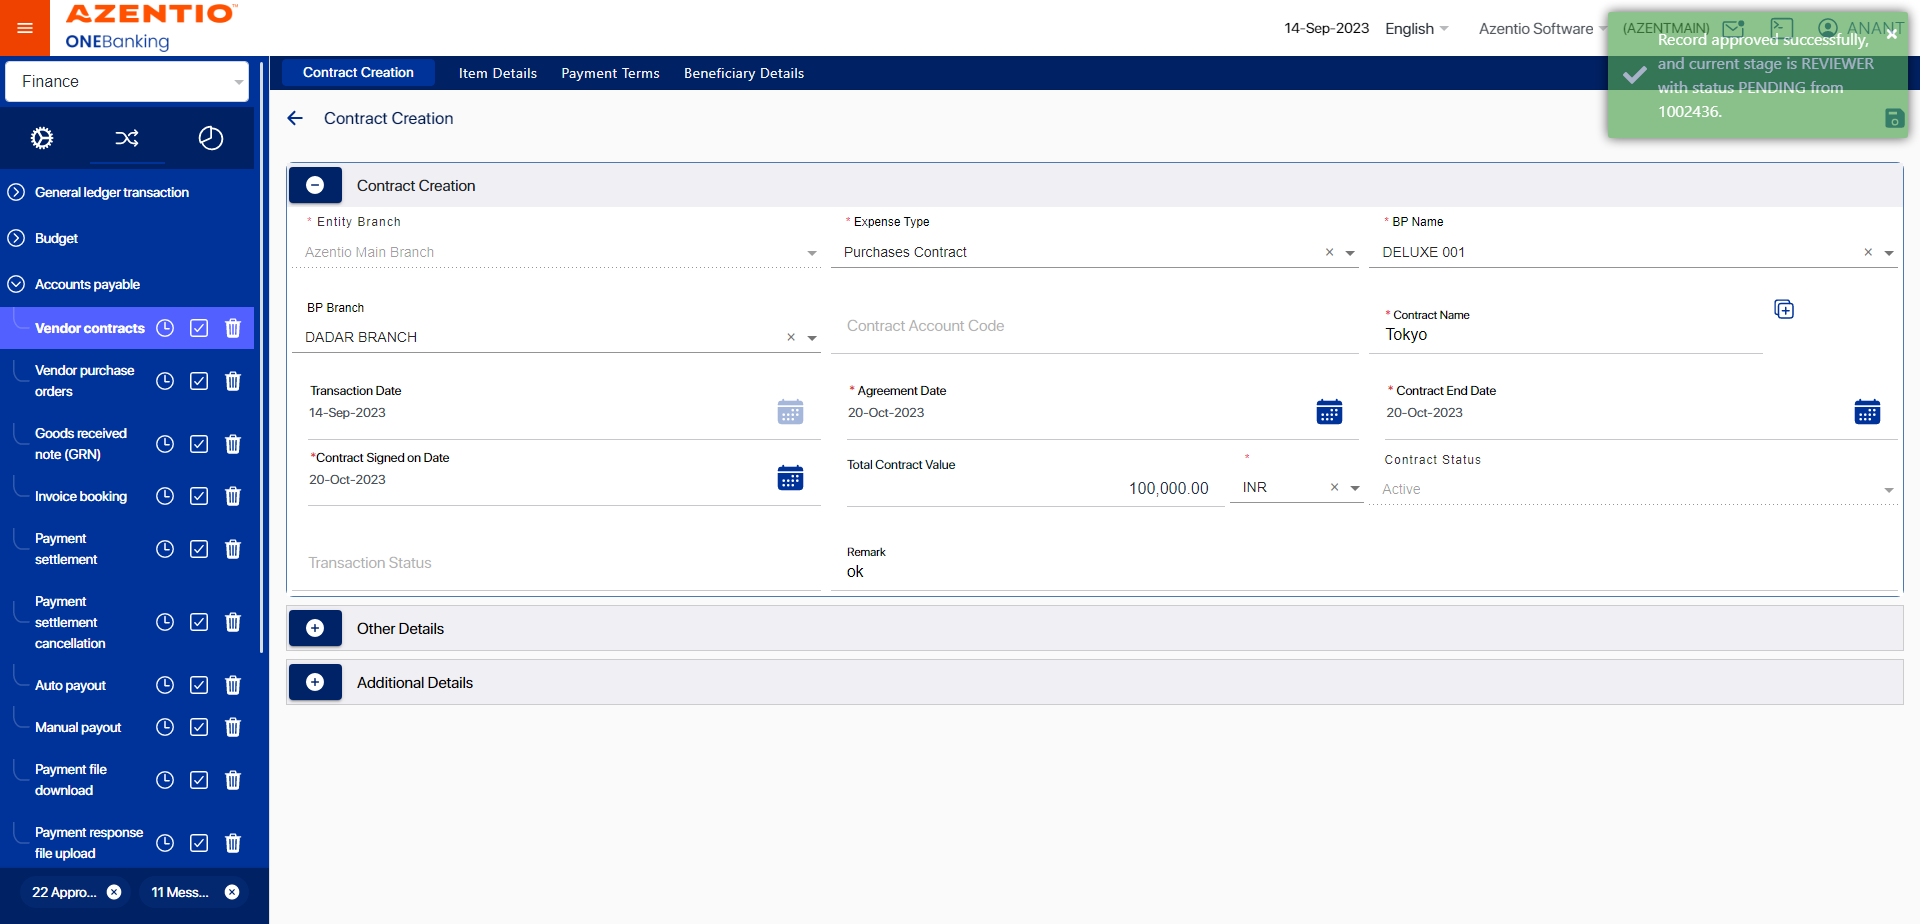 AZENTIO™
ONEBanking
14-Sep-2023
English
Azentio Software
(AZENTMAIN)
ANANT
Record approved successfully,
and current stage is REVIEWER
with status PENDING from
1002436.
Finance
Contract Creation
Item Details
Payment Terms
Beneficiary Details
Contract Creation
General ledger transaction
Budget
Accounts payable
Vendor contracts
Vendor purchase
orders
Goods received
note (GRN)
Invoice booking
Payment
settlement
Payment
settlement
cancellation
Auto payout
Manual payout
Payment file
download
Payment response
file upload
22 Appro...
11 Mess...
Contract Creation
* Entity Branch
Azentio Main Branch
* Expense Type
Purchases Contract
* BP Name
DELUXE 001
BP Branch
DADAR BRANCH
Contract Account Code
* Contract Name
Tokyo
Transaction Date
14-Sep-2023
* Agreement Date
20-Oct-2023
* Contract End Date
20-Oct-2023
*Contract Signed on Date
20-Oct-2023
Total Contract Value
100,000.00
*
INR
Contract Status
Active
Transaction Status
Remark
ok
Other Details
Additional Details